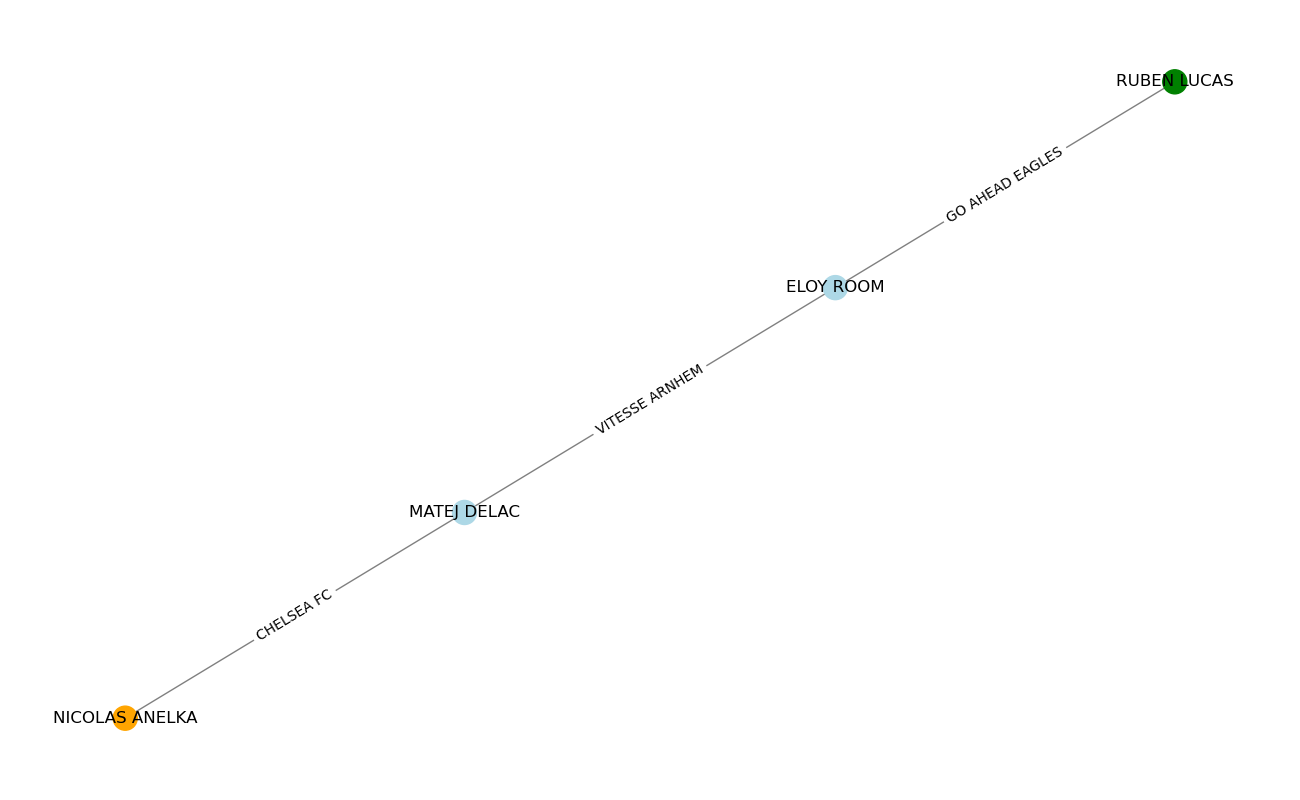 RUBEN LUCAS
GO AHEAD EAGLES
ELOY ROOM
VITESSE ARNHEM
MATEJ DELAC
CHELSEA FC
NICOLAS ANELKA